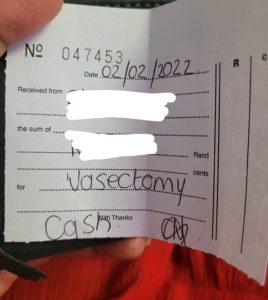 Nº 047453
Date 02/02/2022
Received from
the sum of
Rand
cents
for Vasectomy
Cash With Thanks
R c